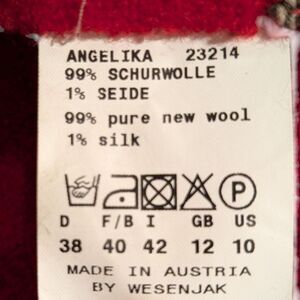 ANGELIKA 23214
99% SCHURWOLLE
1% SEIDE
99% pure new wool
1% silk
P
D F/B I GB US
38 40 42 12 10
MADE IN AUSTRIA
BY WESENJAK